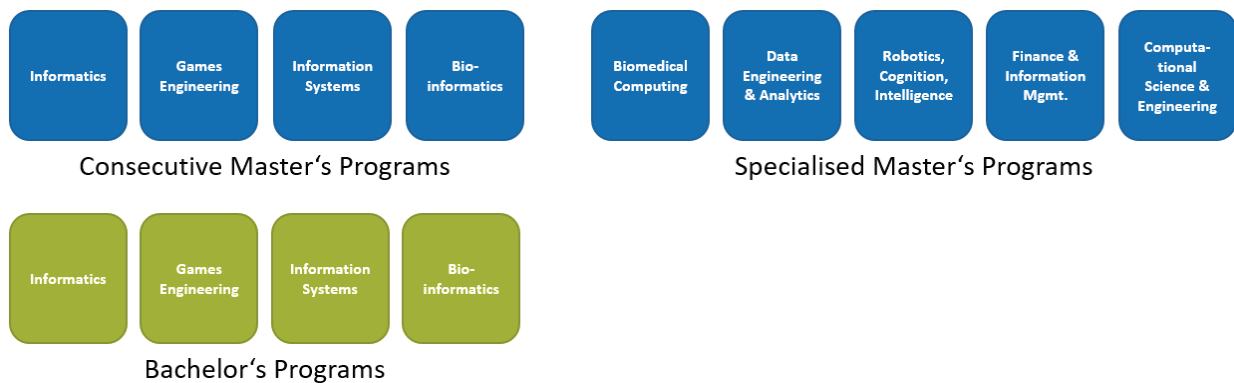 Informatics
Games
Engineering
Information
Systems
Bio-
informatics
Consecutive Master‘s Programs
Biomedical
Computing
Data
Engineering
& Analytics
Robotics,
Cognition,
Intelligence
Finance &
Information
Mgmt.
Computa-
tional
Science &
Engineering
Specialised Master‘s Programs
Informatics
Games
Engineering
Information
Systems
Bio-
informatics
Bachelor‘s Programs